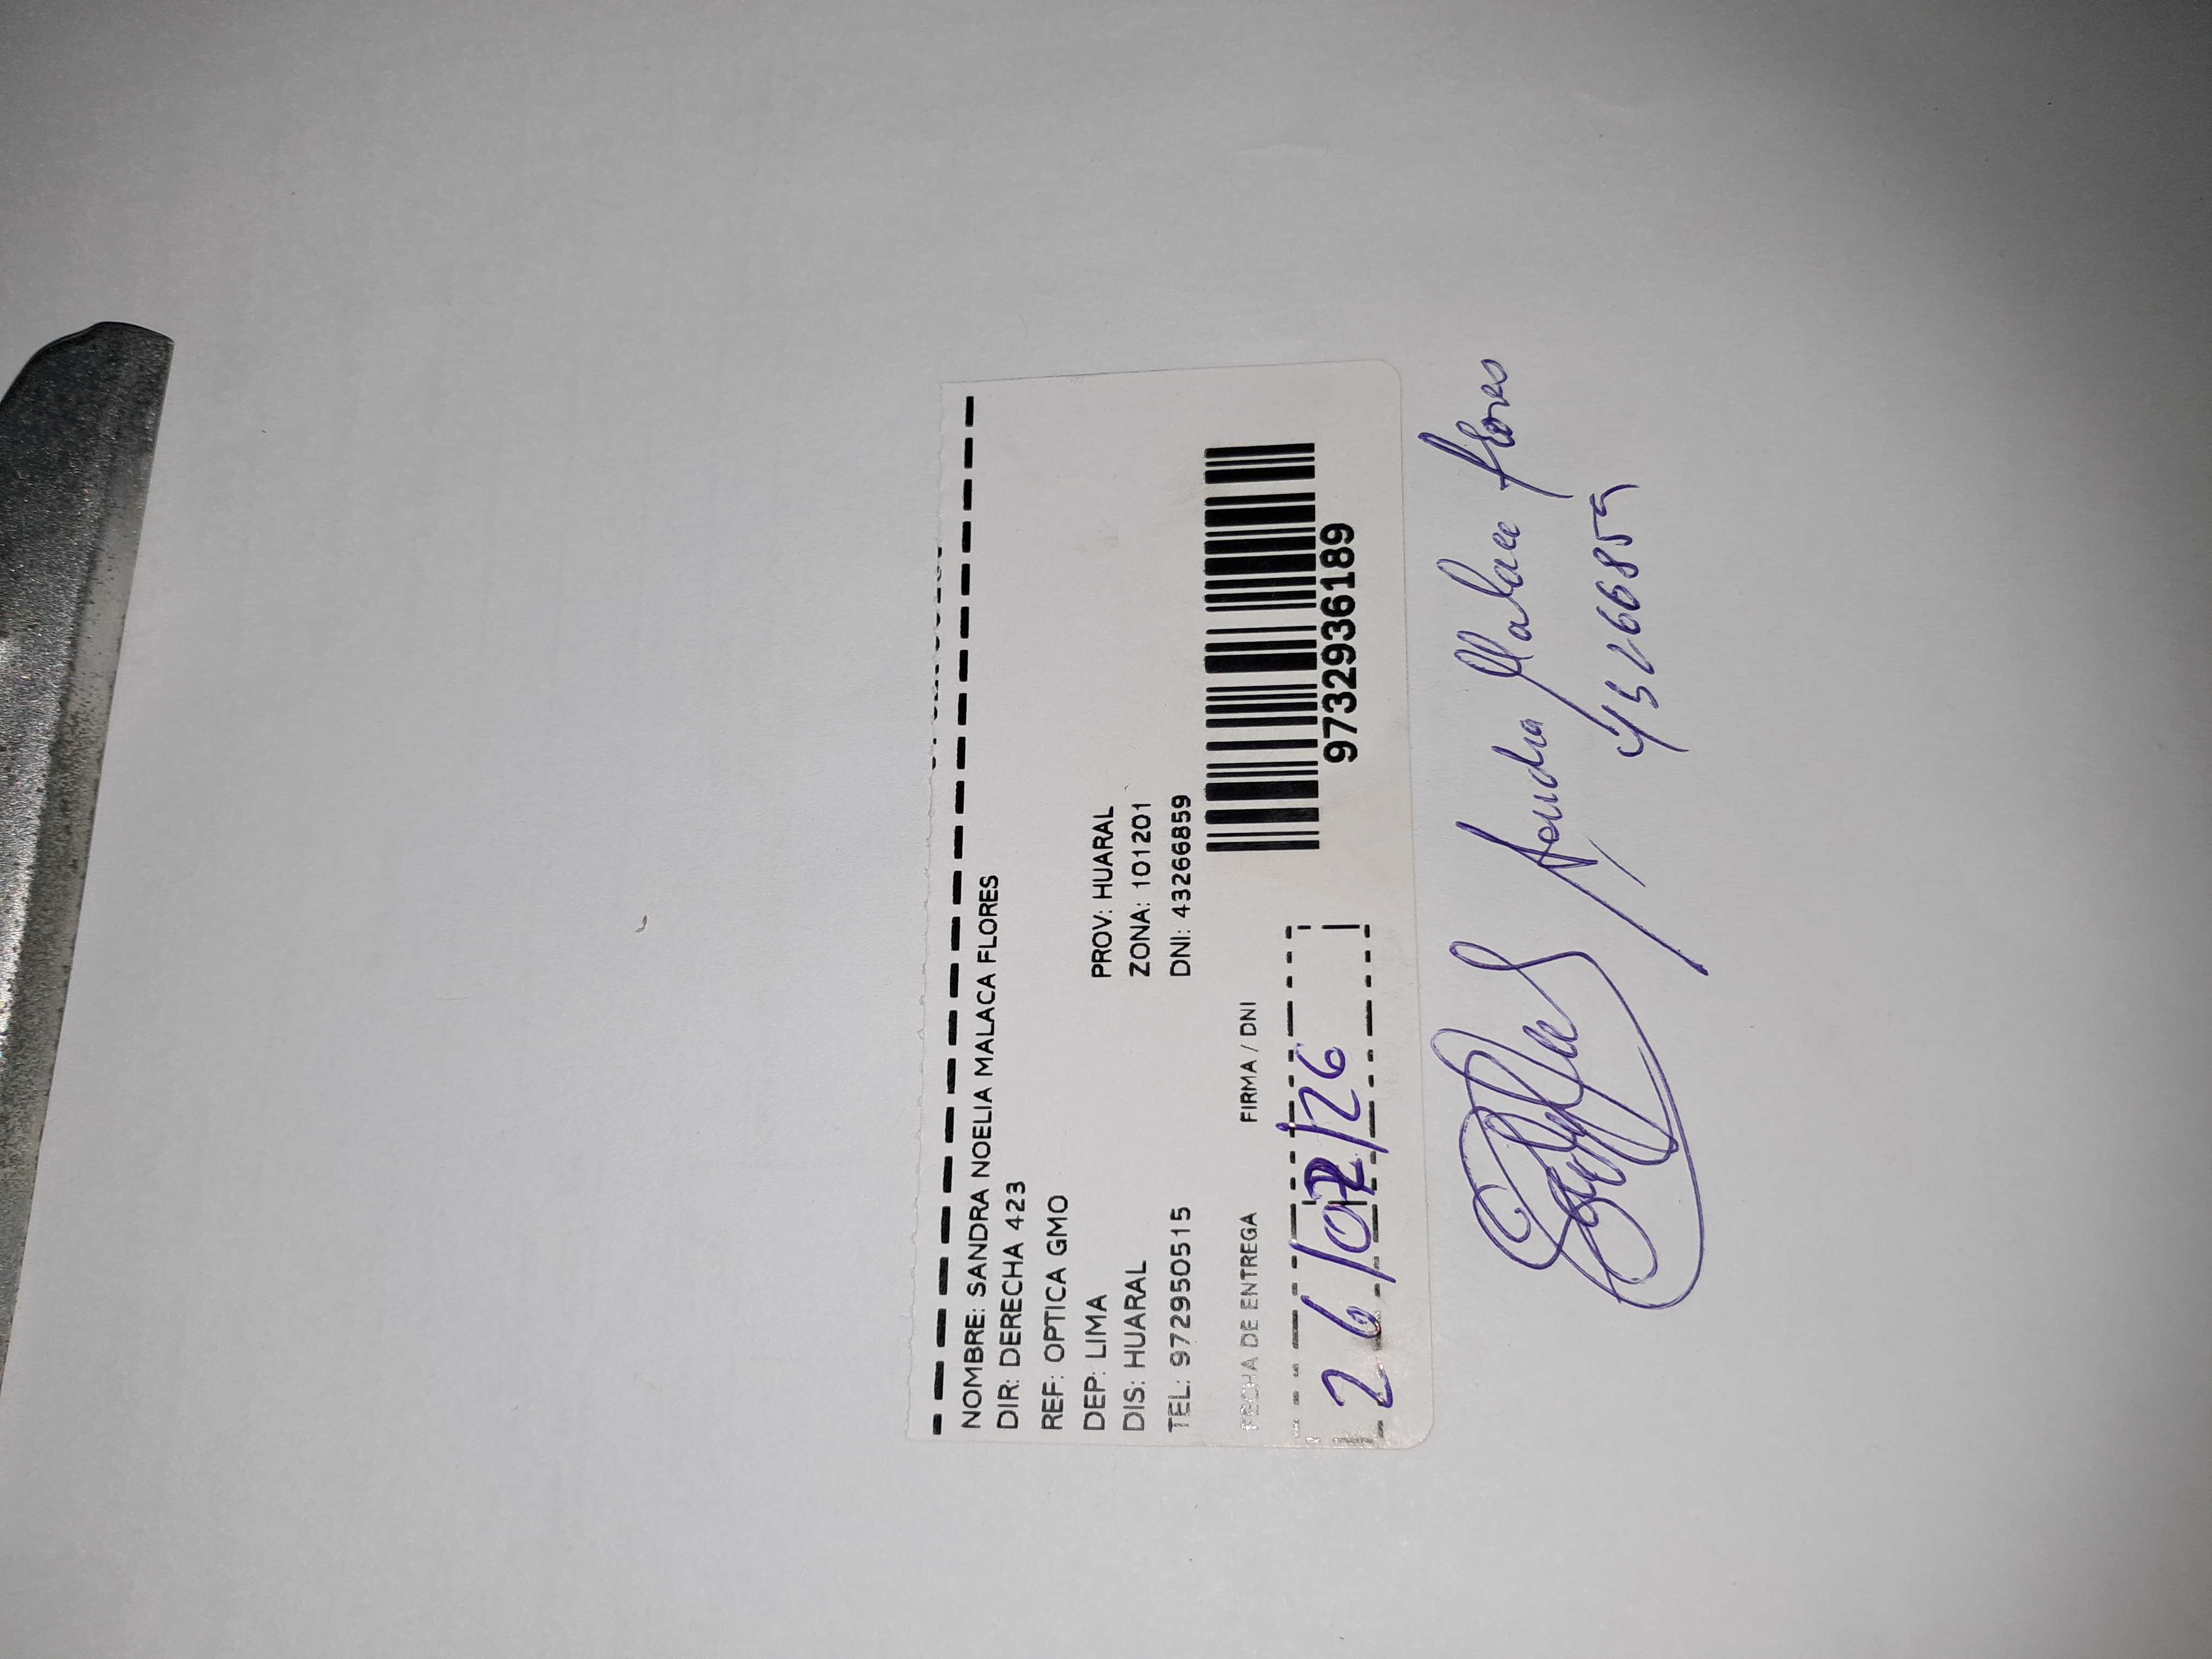 NOMBRE: SANDRA NOELIA MALACA FLORES
DIR: DERECHA 423
REF: OPTICA GMO
DEP: LIMA PROV: HUARAL
DIS: HUARAL ZONA: 101201
TEL: 972950515 DNI: 43266859
FECHA DE ENTREGA FIRMA / DNI
26/02/26
9732936189
Sandra Malaca flores
43266859